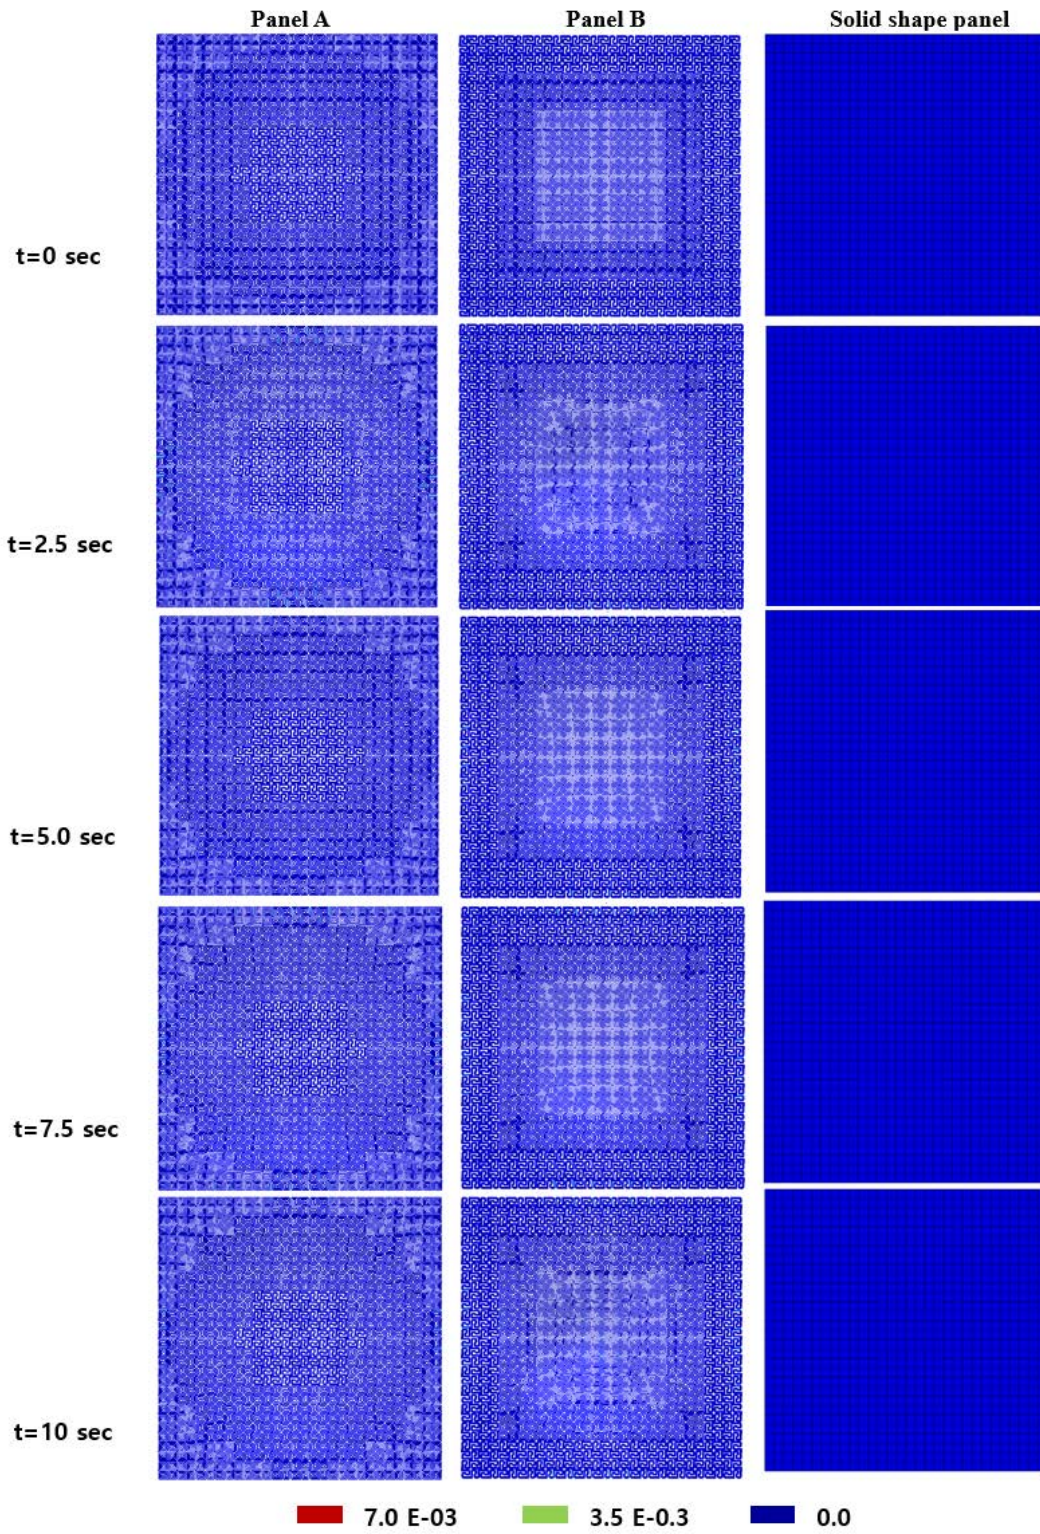 Panel A Panel B Solid shape panel
t=0 sec
t=2.5 sec
t=5.0 sec
t=7.5 sec
t=10 sec
7.0 E-03 3.5 E-0.3 0.0